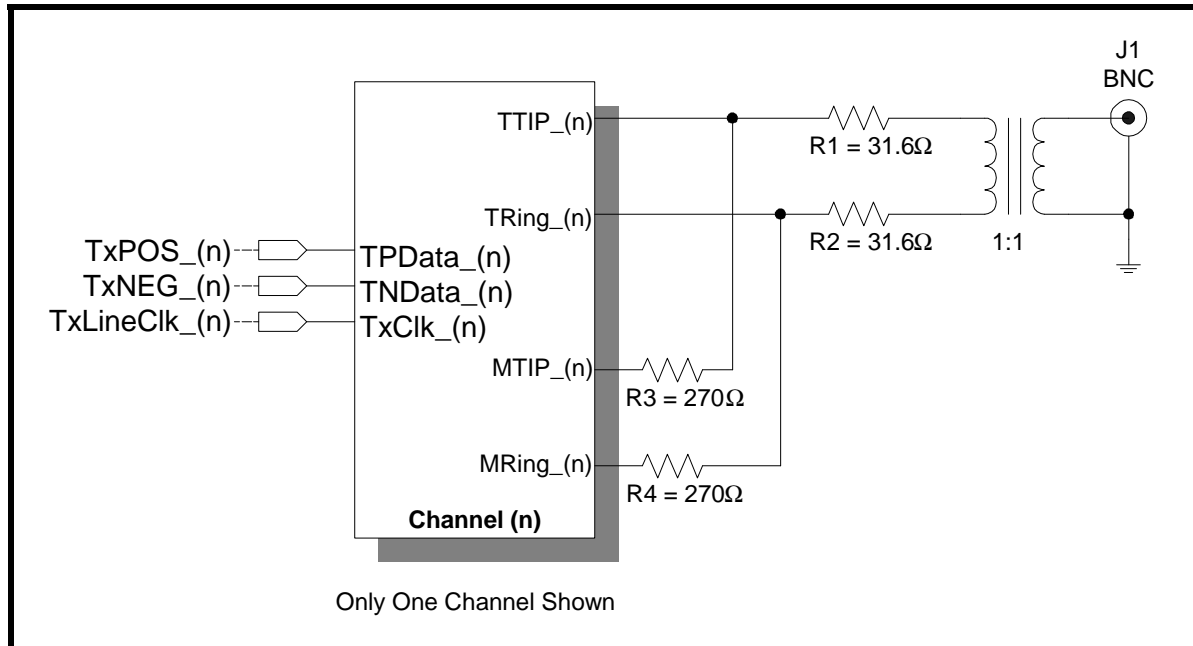 J1
BNC
TTIP_(n)
R1 = 31.6Ω
TRing_(n)
R2 = 31.6Ω
1:1
TxPOS_(n)
TPData_(n)
TxNEG_(n)
TNData_(n)
TxLineClk_(n)
TxClk_(n)
MTIP_(n)
R3 = 270Ω
MRing_(n)
R4 = 270Ω
Channel (n)
Only One Channel Shown